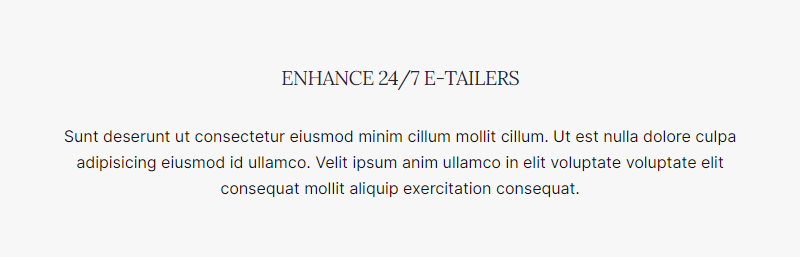 ENHANCE 24/7 E-TAILERS
Sunt deserunt ut consectetur eiusmod minim cillum mollit cillum. Ut est nulla dolore culpa
adipisicing eiusmod id ullamco. Velit ipsum anim ullamco in elit voluptate voluptate elit
consequat mollit aliquip exercitation consequat.